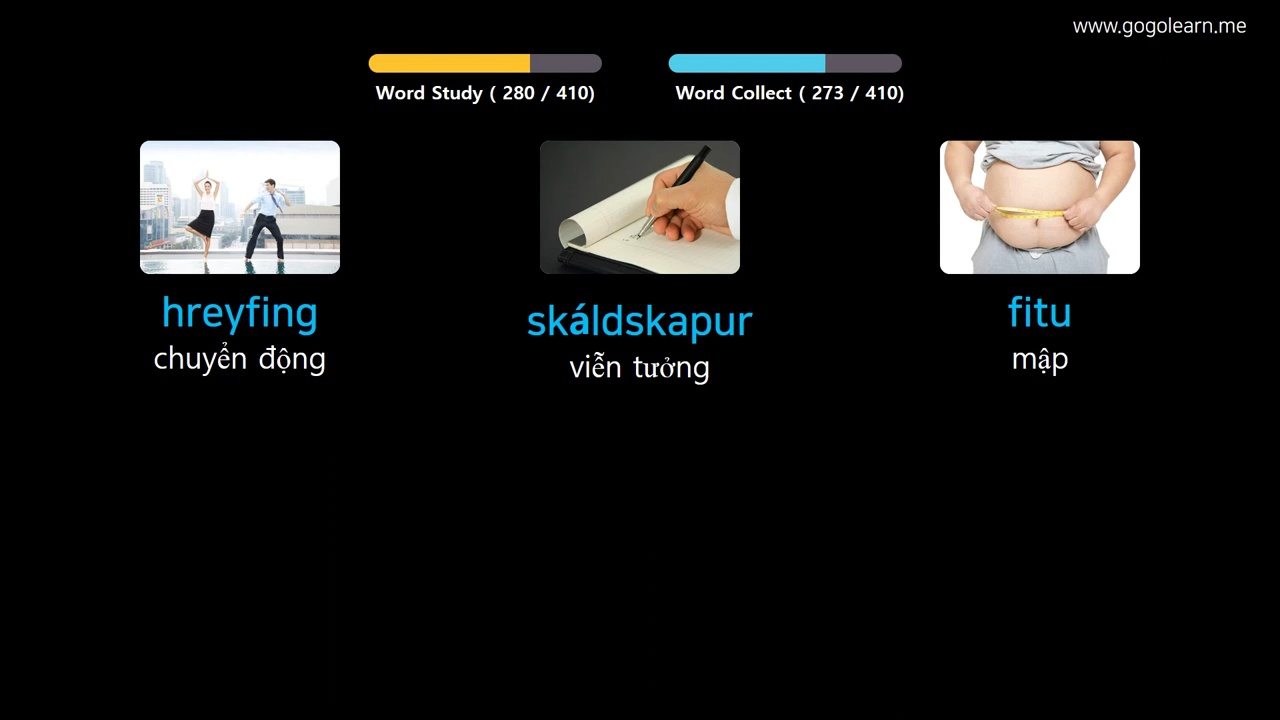 www.gogolearn.me
Word Study ( 280 / 410)
Word Collect ( 273 / 410)
hreyfing
chuyển động
skáldskapur
viễn tưởng
fitu
mập